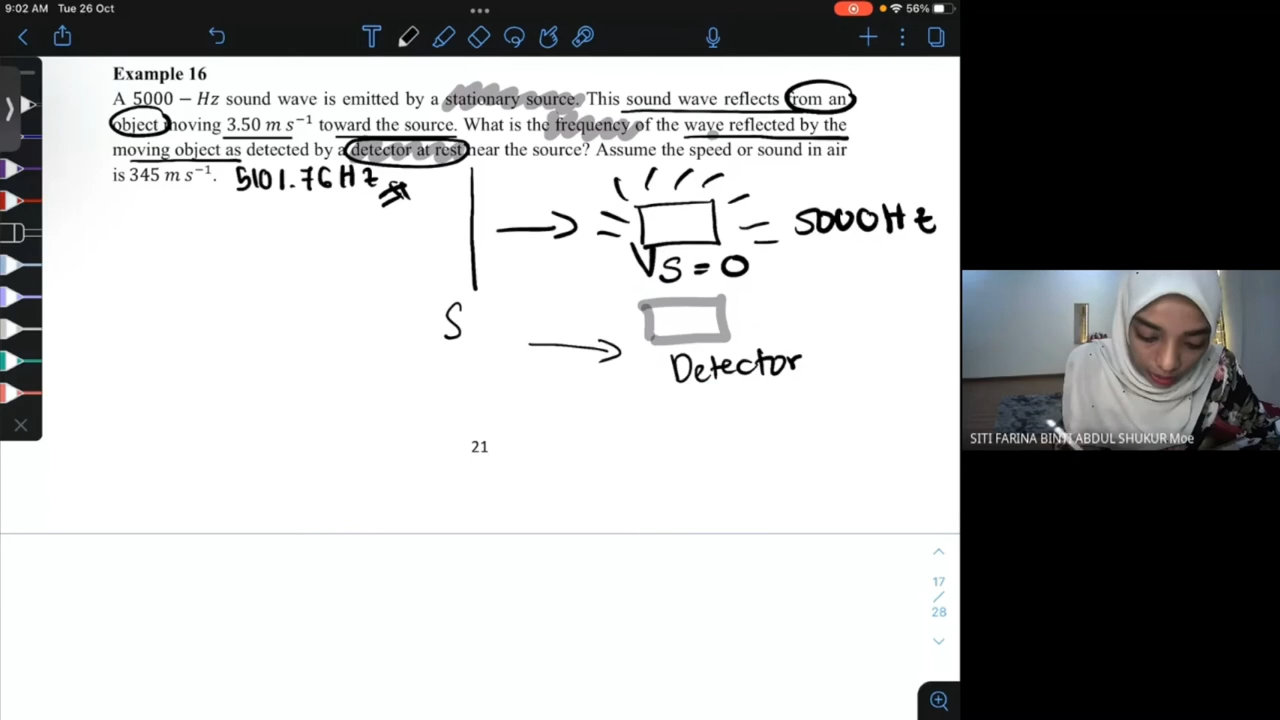 9:02 AM Tue 26 Oct
56%
T
Example 16
A 5000 – Hz sound wave is emitted by a stationary source. This sound wave reflects from an
object moving 3.50 m s⁻¹ toward the source. What is the frequency of the wave reflected by the
moving object as detected by a detector at rest near the source? Assume the speed or sound in air
is 345 m s⁻¹. 5101.76 Hz
5000 Hz
Vs = 0
S
Detector
21
17
/
28
SITI FARINA BINTI ABDUL SHUKUR Moe